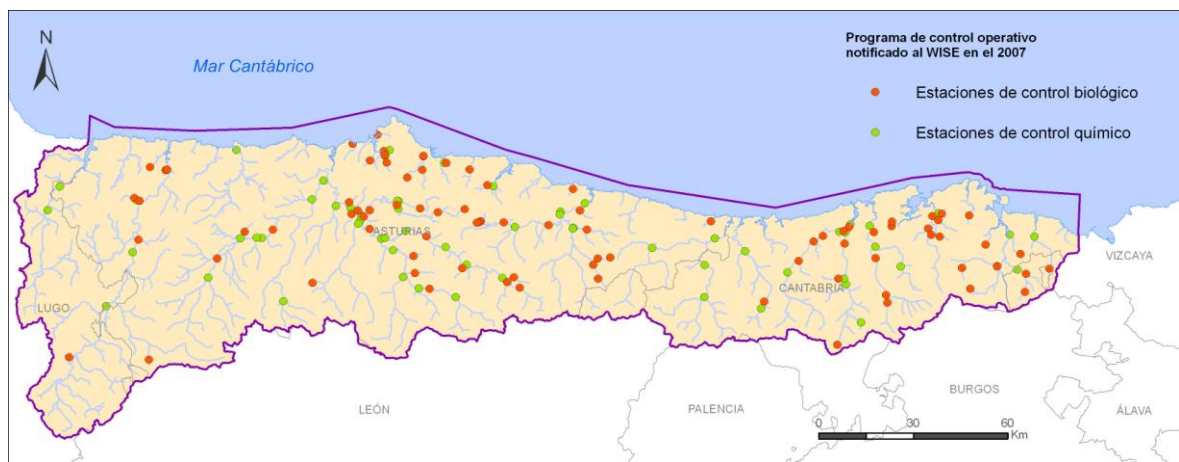 Programa de control operativo
notificado al WISE en el 2007
N
Mar Cantábrico
Estaciones de control biológico
Estaciones de control químico
ASTURIAS
VIZCAYA
LUGO
CANTABRIA
LEÓN
PALENCIA
BURGOS
ÁLAVA
0 30 60
Km